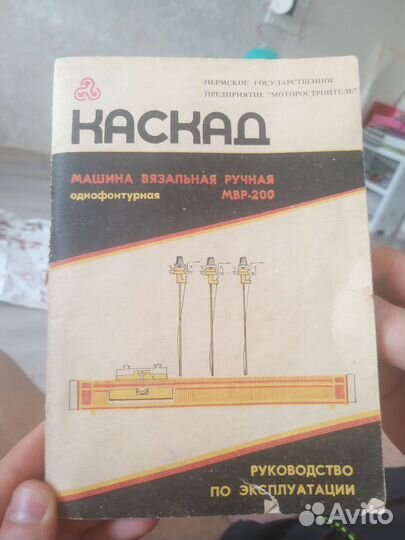 ПЕРМСКОЕ ГОСУДАРСТВЕННОЕ
ПРЕДПРИЯТИЕ "МОТОРОСТРОИТЕЛЬ"
КАСКАД
МАШИНА ВЯЗАЛЬНАЯ РУЧНАЯ
однофонтурная МВР-200
РУКОВОДСТВО
ПО ЭКСПЛУАТАЦИИ
Avito